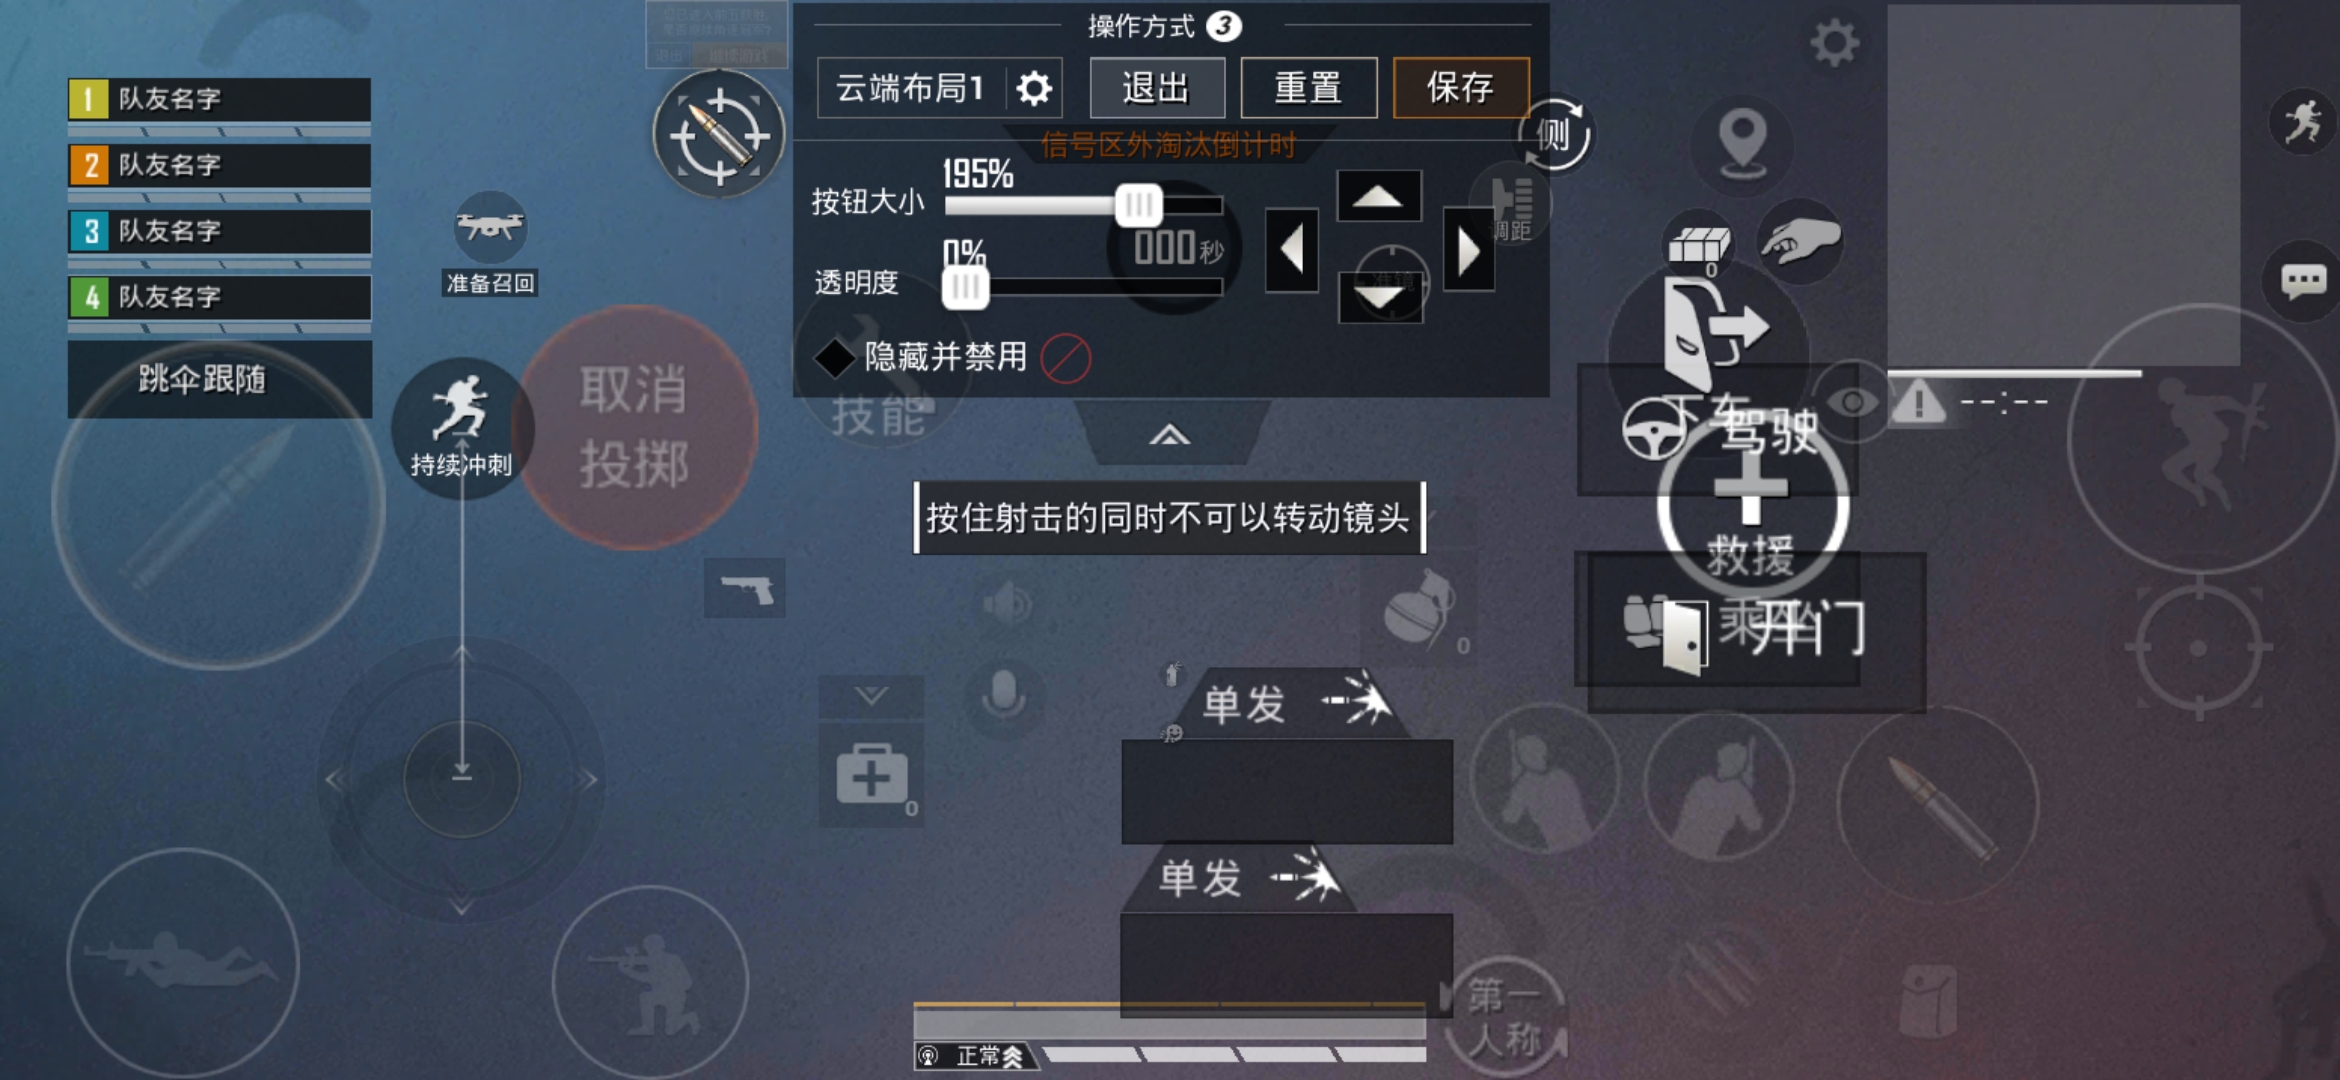 操作方式 3
云端布局1
退出
重置
保存
信号区外淘汰倒计时
按钮大小
195%
透明度
0%
000秒
隐藏并禁用
侧
调距
准镜
1 队友名字
2 队友名字
3 队友名字
4 队友名字
跳伞跟随
准备召回
持续冲刺
取消
投掷
技能
按住射击的同时不可以转动镜头
0
下车
驾驶
救援
乘坐
开门
--:--
0
0
单发
单发
第一
人称
正常